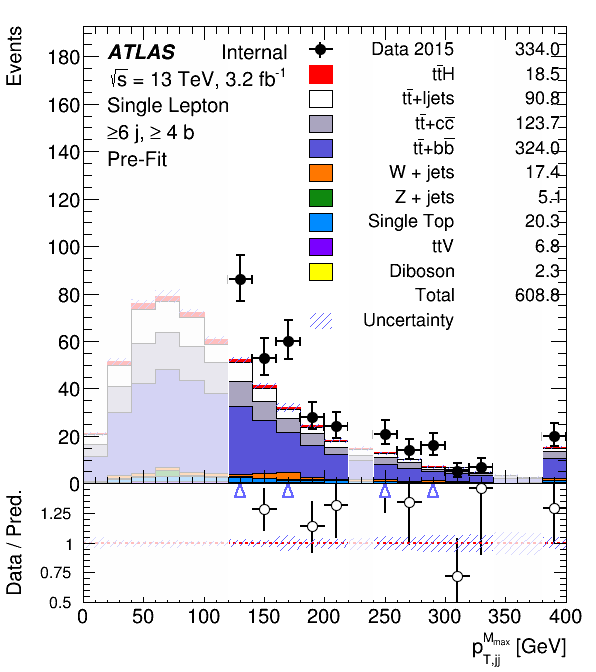 Events
ATLAS Internal
√s = 13 TeV, 3.2 fb⁻¹
Single Lepton
≥6 j, ≥ 4 b
Pre-Fit
Data 2015 334.0
tt̄H 18.5
tt̄+ljets 90.8
tt̄+cc̄ 123.7
tt̄+bb̄ 324.0
W + jets 17.4
Z + jets 5.1
Single Top 20.3
ttV 6.8
Diboson 2.3
Total 608.8
Uncertainty
180
160
140
120
100
80
60
40
20
0
Data / Pred.
1.25
1
0.75
0.5
0 50 100 150 200 250 300 350 400
p_{T,jj}^{M_{max}} [GeV]